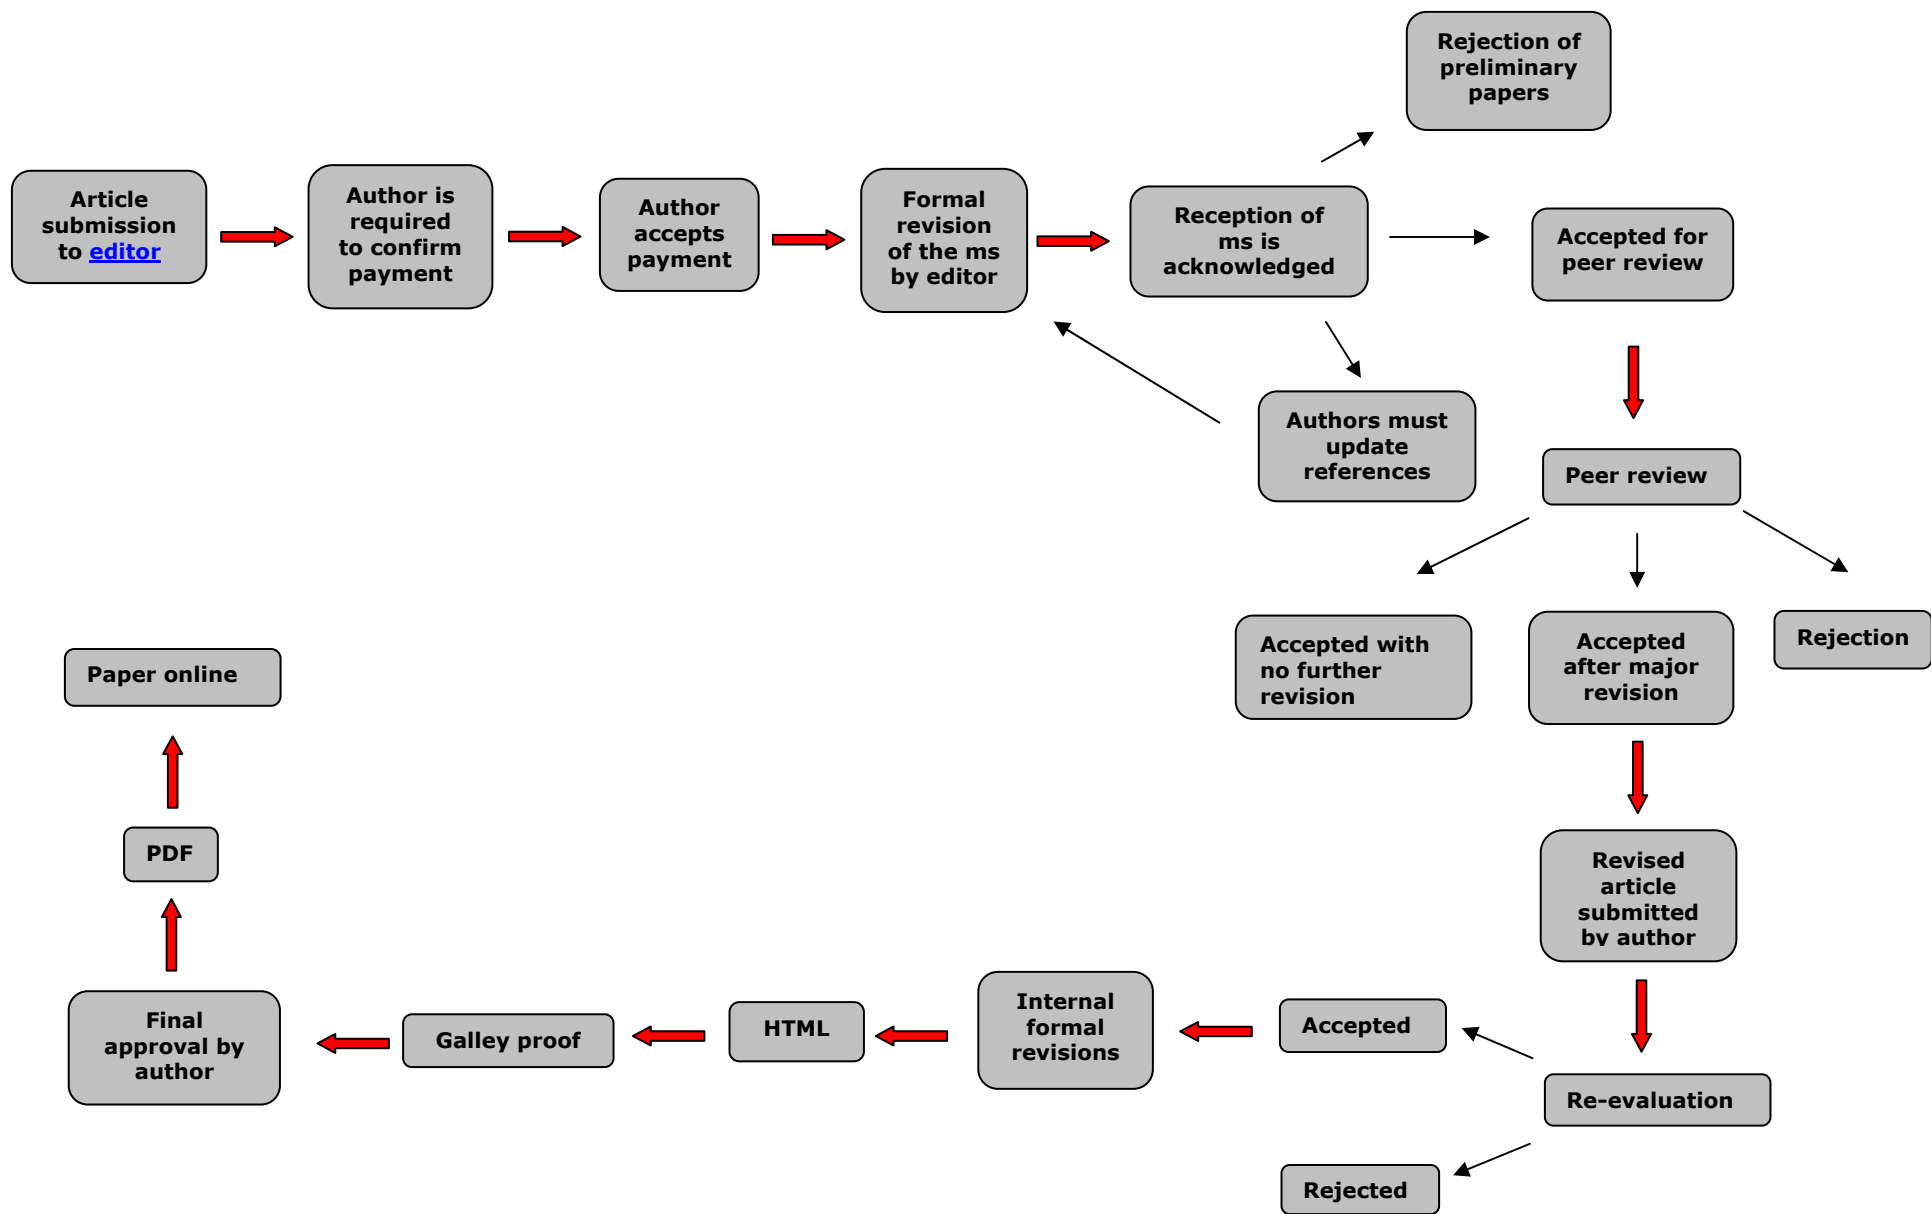 Rejection of
preliminary
papers
Article
submission
to editor
Author is
required
to confirm
payment
Author
accepts
payment
Formal
revision
of the ms
by editor
Reception of
ms is
acknowledged
Accepted for
peer review
Authors must
update
references
Peer review
Accepted with
no further
revision
Accepted
after major
revision
Rejection
Paper online
PDF
Revised
article
submitted
by author
Final
approval by
author
Galley proof
HTML
Internal
formal
revisions
Accepted
Re-evaluation
Rejected